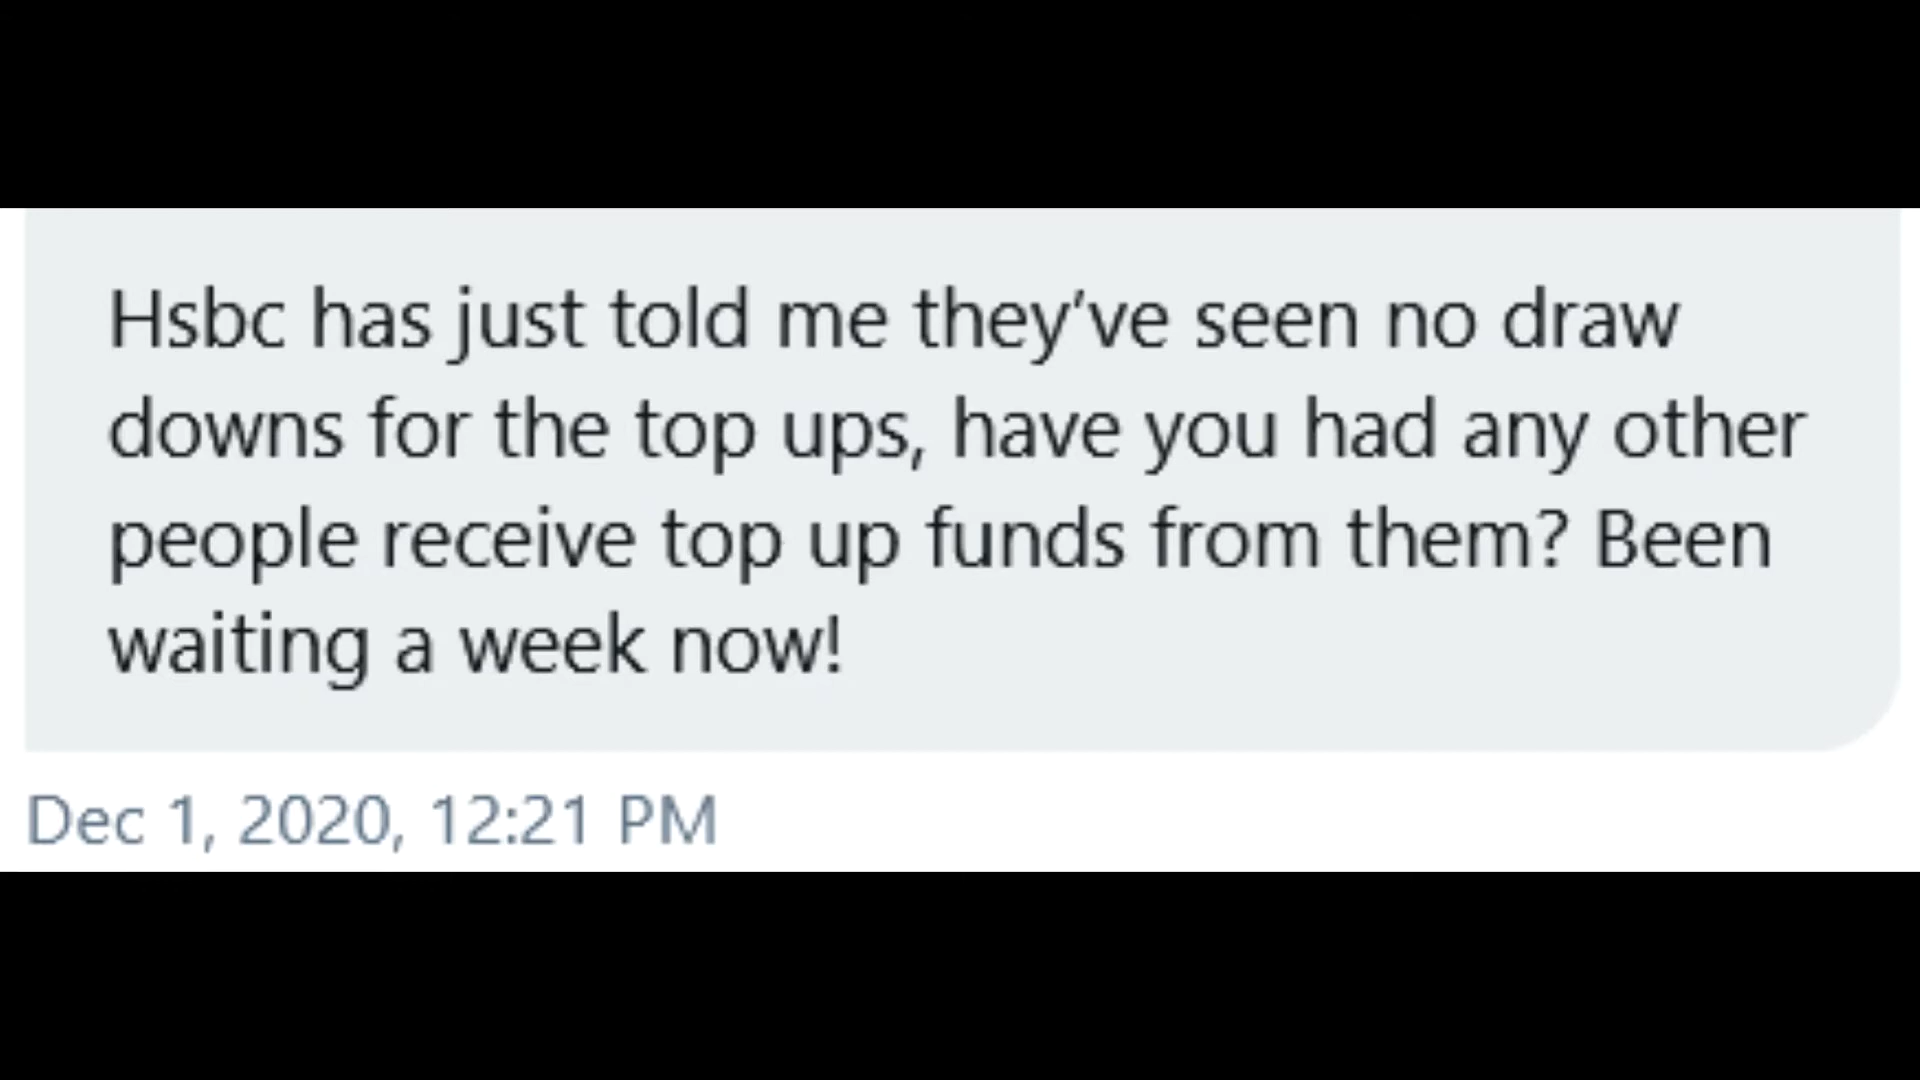 Hsbc has just told me they've seen no draw
downs for the top ups, have you had any other
people receive top up funds from them? Been
waiting a week now!
Dec 1, 2020, 12:21 PM